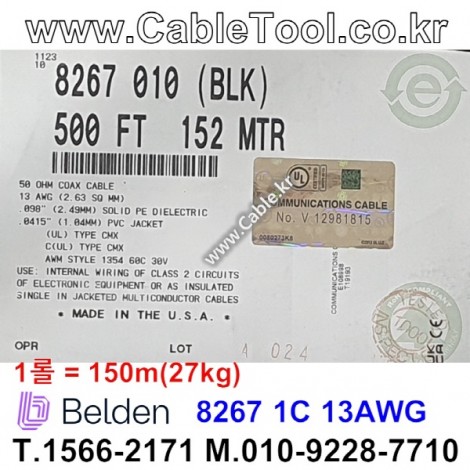 www.CableTool.co.kr
1123
10
8267 010 (BLK)
500 FT 152 MTR
50 OHM COAX CABLE
13 AWG (2.63 SQ MM)
.098" (2.49MM) SOLID PE DIELECTRIC
.0415" (1.04MM) PVC JACKET
(UL) TYPE CMX
C(UL) TYPE CMX
AWM STYLE 1354 60C 30V
USE: INTERNAL WIRING OF CLASS 2 CIRCUITS
OF ELECTRONIC EQUIPMENT OR AS INSULATED
SINGLE IN JACKETED MULTICONDUCTOR CABLES
* MADE IN THE U.S.A. *
COMMUNICATIONS CABLE
No. V 12981815
www.Cable.kr
COMMUNICATIONS
E108998
OPR LOT 4 024
1롤 = 150m(27kg)
Belden 8267 1C 13AWG
T.1566-2171 M.010-9228-7710